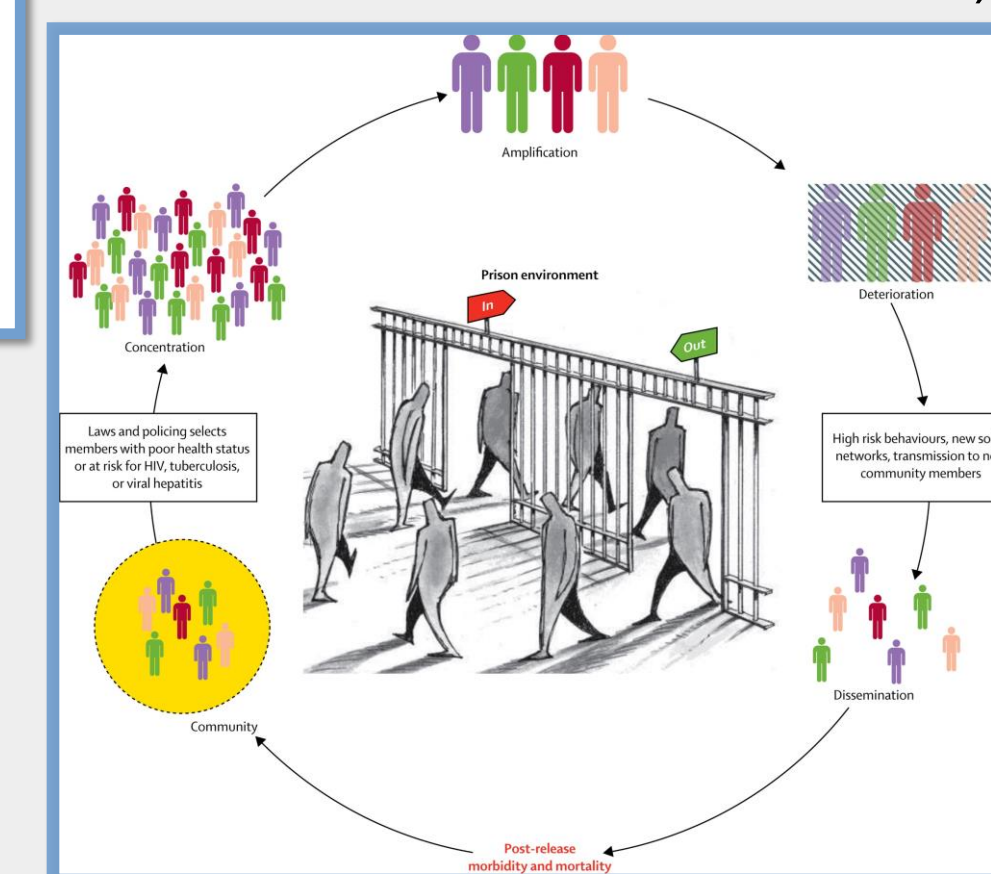 Amplification
Concentration
Deterioration
Prison environment
In
Out
Laws and policing selects
members with poor health status
or at risk for HIV, tuberculosis,
or viral hepatitis
High risk behaviours, new
networks, transmission to
community members
Community
Dissemination
Post-release
morbidity and mortality